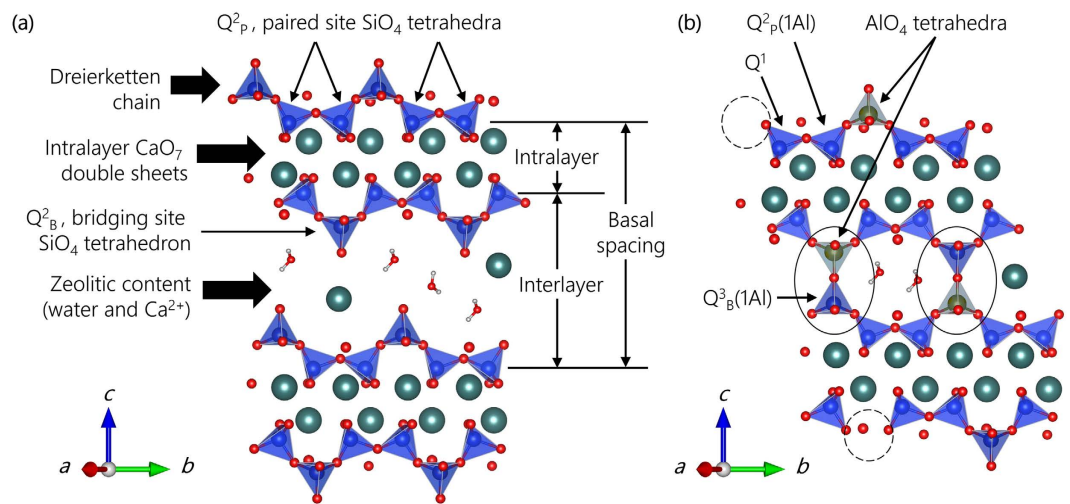 (a)
Q²P, paired site SiO₄ tetrahedra
Dreierketten
chain
Intralayer CaO₇
double sheets
Q²B, bridging site
SiO₄ tetrahedron
Zeolitic content
(water and Ca²⁺)
Intralayer
Basal
spacing
Interlayer
c
a
b
(b)
Q²P(1Al)
AlO₄ tetrahedra
Q¹
Q³B(1Al)
c
a
b